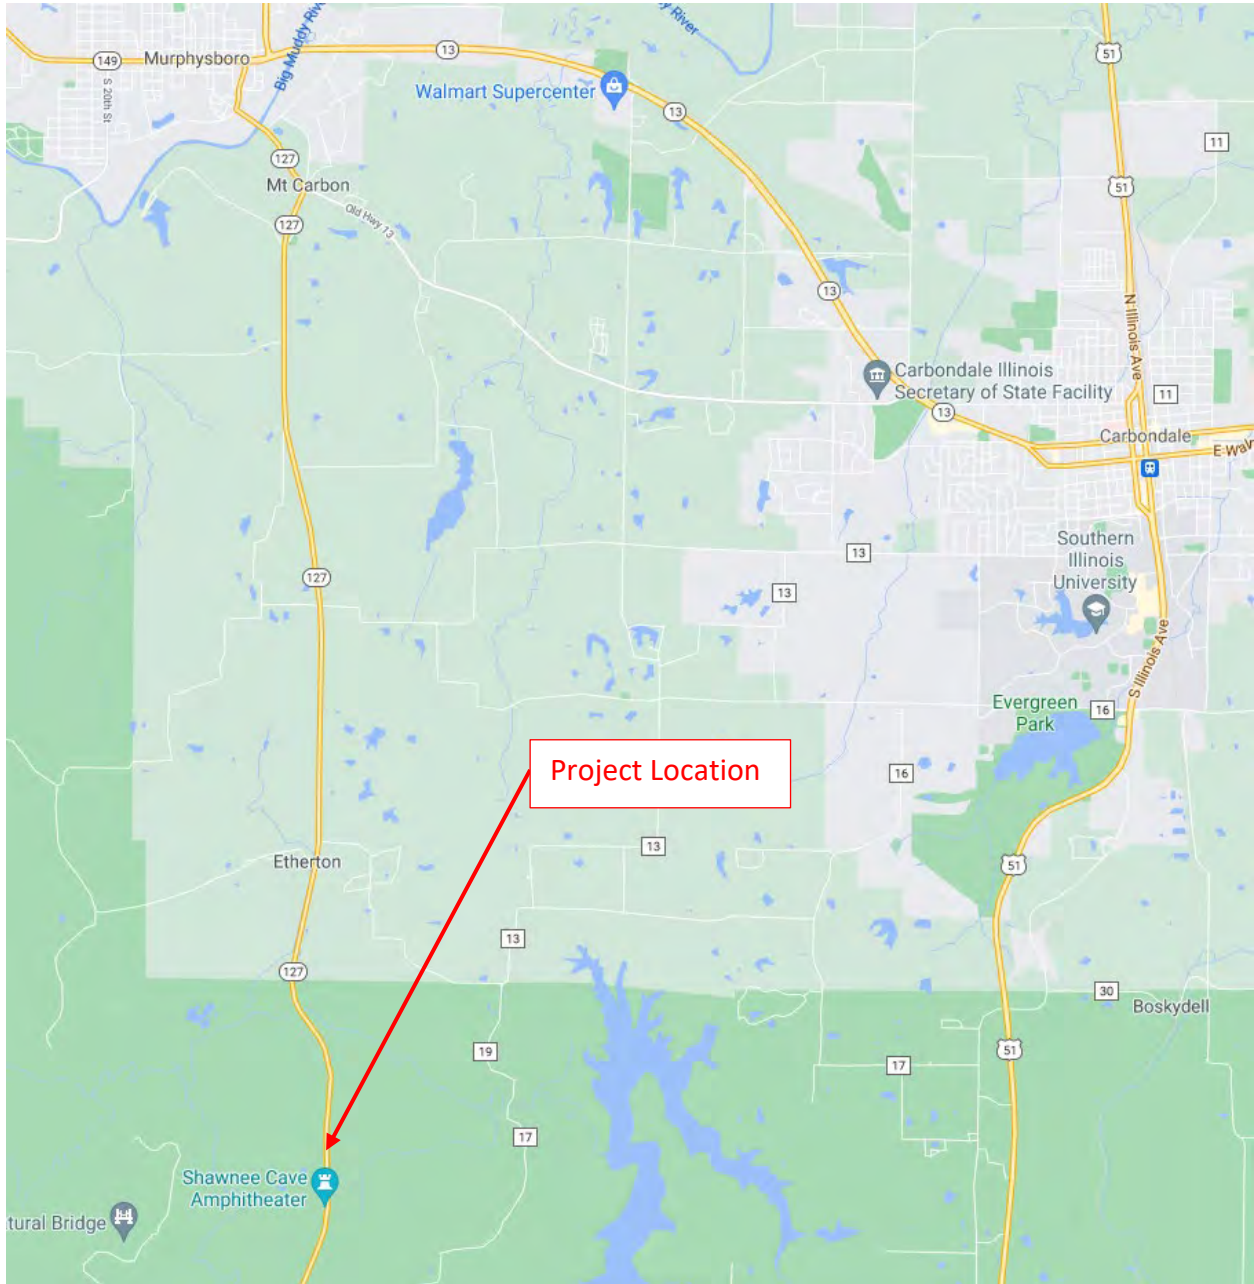 Big Muddy River
River
149
Murphysboro
13
51
S 20th St
Walmart Supercenter
13
11
127
Mt Carbon
51
127
Old Hwy 13
13
N Illinois Ave
Carbondale Illinois
Secretary of State Facility
11
13
Carbondale
E Wal
127
13
Southern
Illinois
University
13
S Illinois Ave
Evergreen
Park
16
Project Location
16
13
Etherton
51
13
127
30
Boskydell
19
51
17
17
Shawnee Cave
Amphitheater
tural Bridge